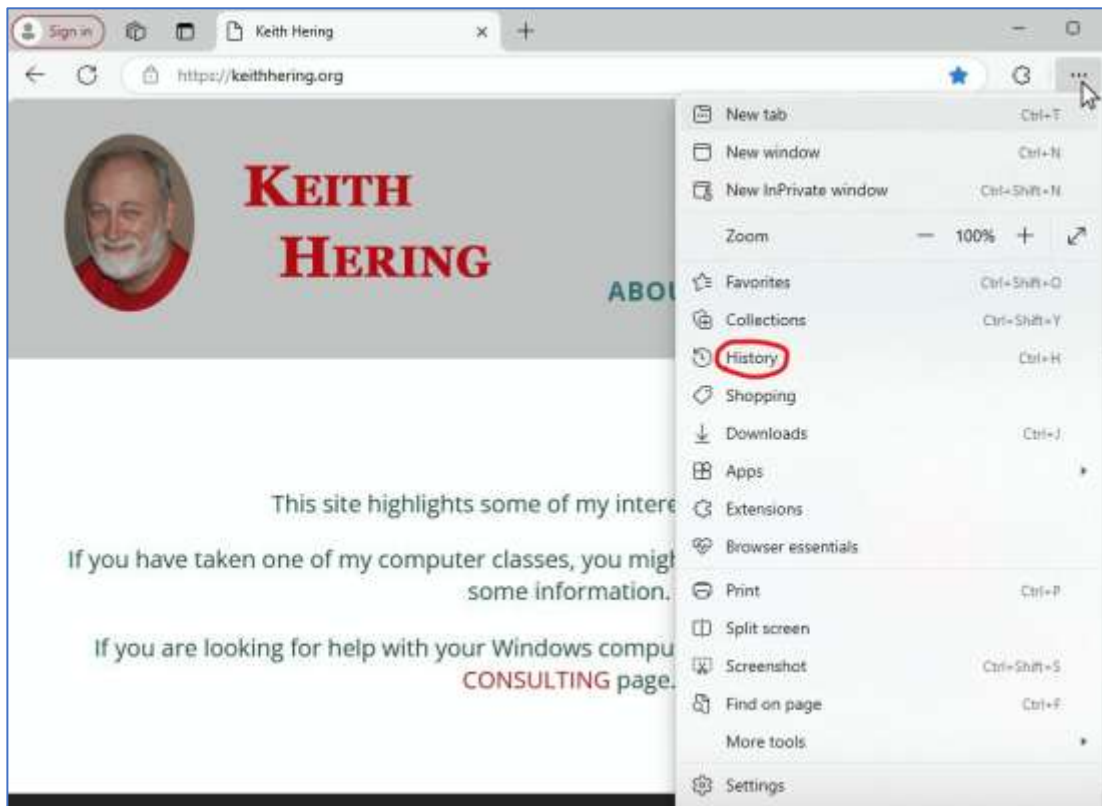 Sign in
Keith Hering
https://keithhering.org
KEITH
HERING
ABOU
This site highlights some of my intere
If you have taken one of my computer classes, you migh
some information.
If you are looking for help with your Windows compu
CONSULTING page.
New tab Ctrl+T
New window Ctrl+N
New InPrivate window Ctrl+Shift+N
Zoom — 100% +
Favorites Ctrl+Shift+O
Collections Ctrl+Shift+Y
History Ctrl+H
Shopping
Downloads Ctrl+J
Apps
Extensions
Browser essentials
Print Ctrl+P
Split screen
Screenshot Ctrl+Shift+S
Find on page Ctrl+F
More tools
Settings